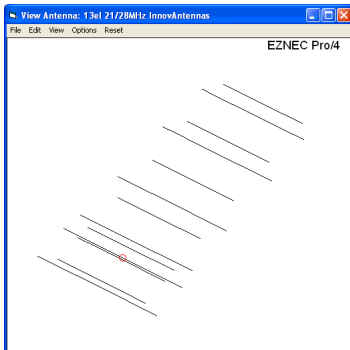 View Antenna: 13el 21/28MHz InnovAntennas
File Edit View Options Reset
EZNEC Pro/4